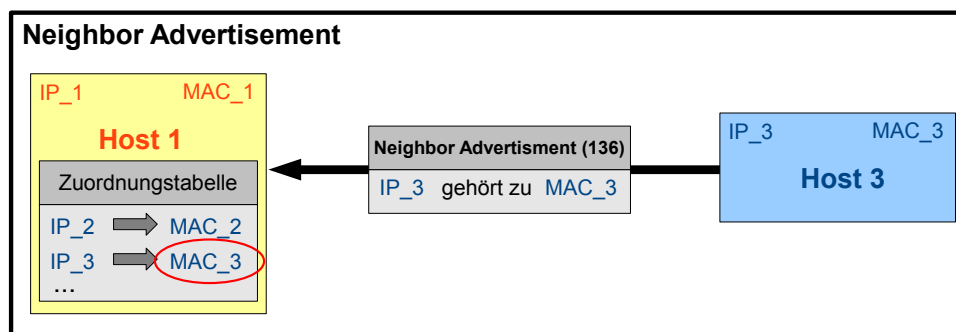 Neighbor Advertisement
IP_1 MAC_1
Host 1
Zuordnungstabelle
IP_2 MAC_2
IP_3 MAC_3
...
Neighbor Advertisment (136)
IP_3 gehört zu MAC_3
IP_3 MAC_3
Host 3